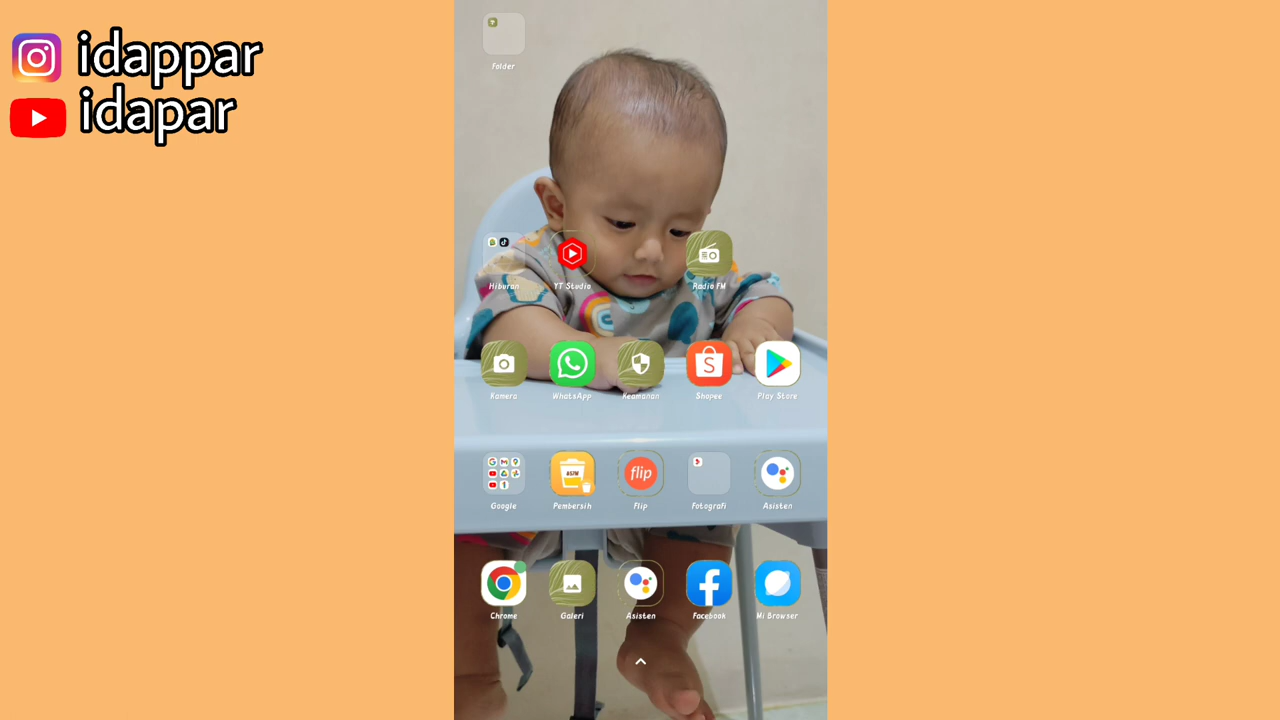 idappar
idapar
Folder
Hiburan YT Studio Radio FM
Kamera WhatsApp Keamanan Shopee Play Store
flip
Google Pembersih Flip Fotografi Asisten
Chrome Galeri Asisten Facebook Mi Browser